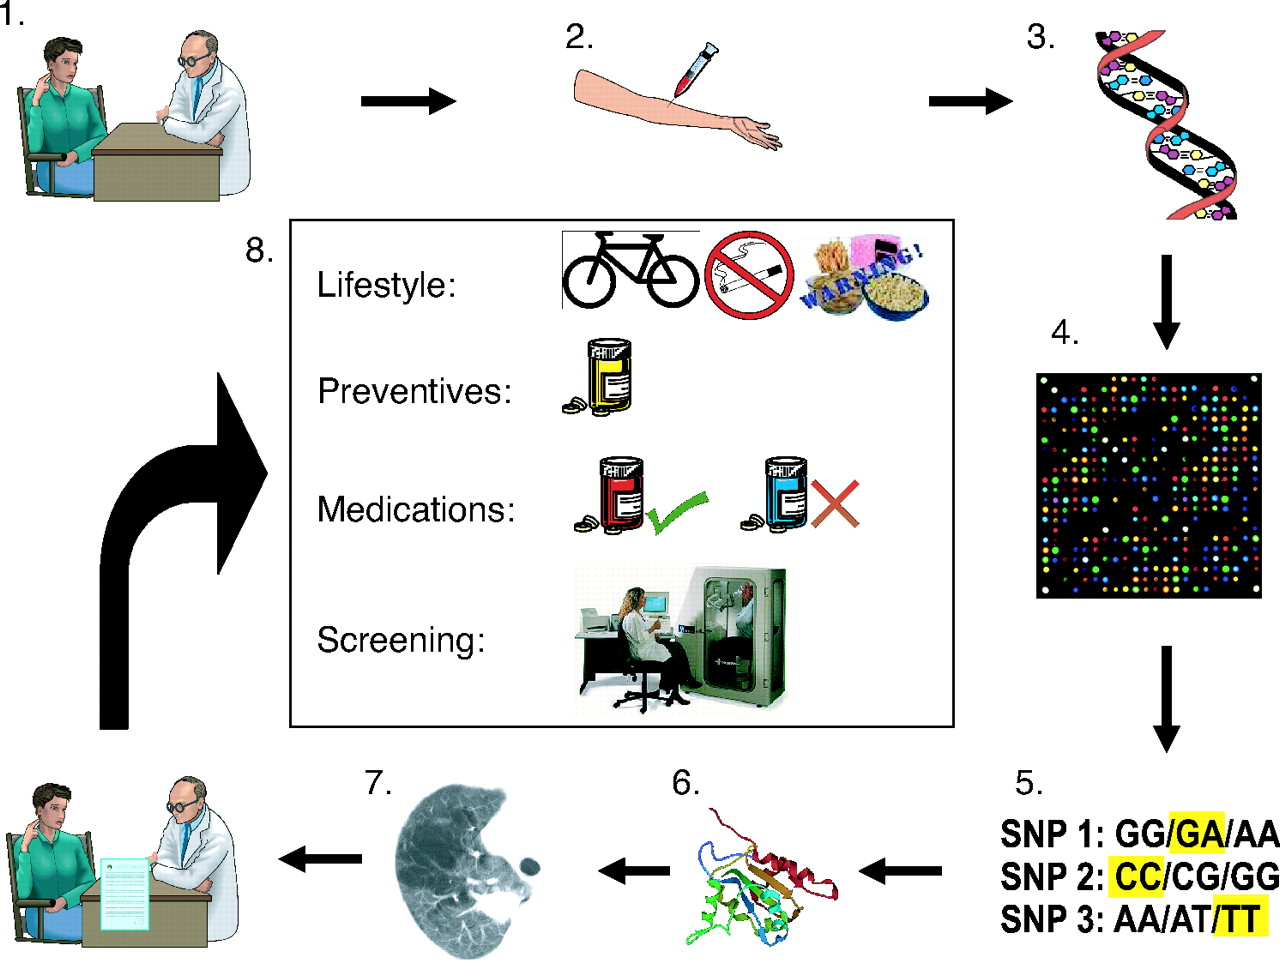 1.
2.
3.
8.
Lifestyle:
WARNING!
4.
Preventives:
Medications:
Screening:
7.
6.
5.
SNP 1: GG/GA/AA
SNP 2: CC/CG/GG
SNP 3: AA/AT/TT